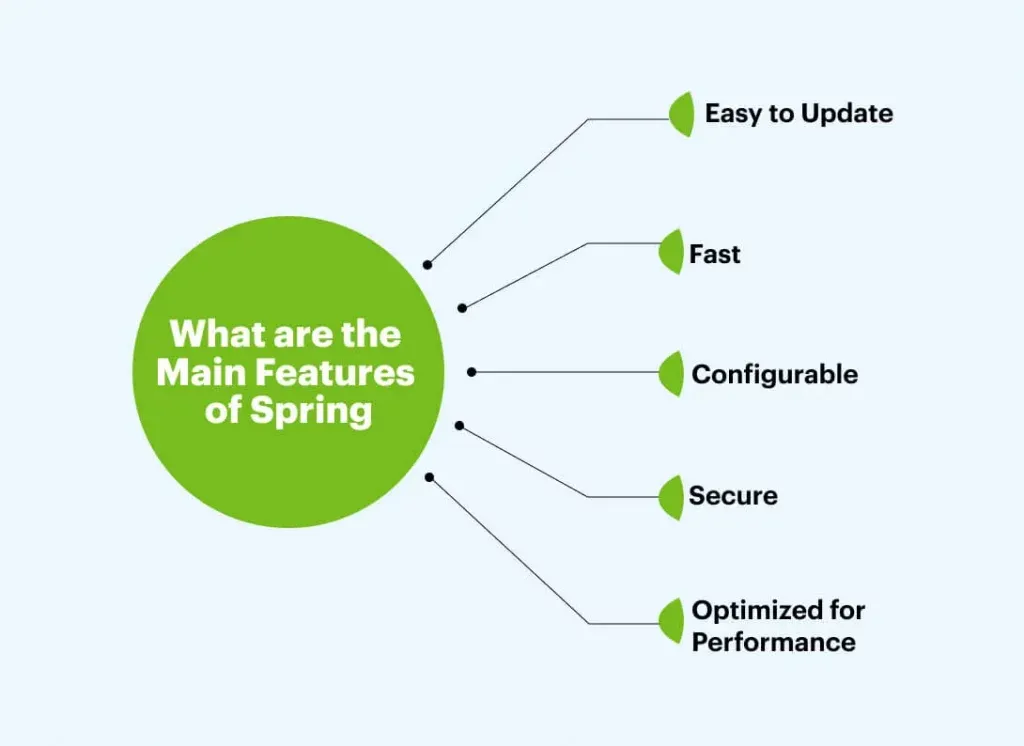 What are the
Main Features
of Spring
Easy to Update
Fast
Configurable
Secure
Optimized for
Performance